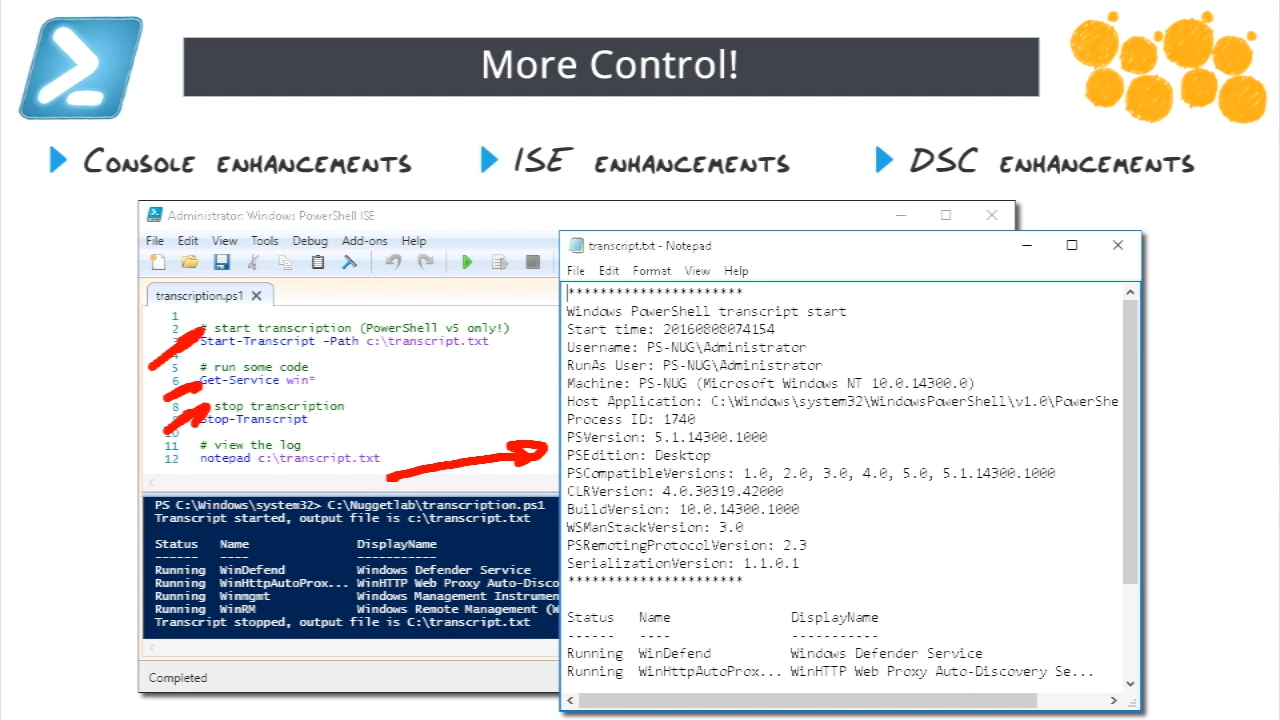 More Control!
Console enhancements
ISE enhancements
DSC enhancements
Administrator: Windows PowerShell ISE
File Edit View Tools Debug Add-ons Help
transcription.ps1
1
2 # start transcription (PowerShell v5 only!)
3 Start-Transcript -Path c:\transcript.txt
4
5 # run some code
6 Get-Service win*
8 stop transcription
9 Stop-Transcript
10
11 # view the log
12 notepad c:\transcript.txt
PS C:\Windows\system32> C:\Nuggetlab\transcription.ps1
Transcript started, output file is c:\transcript.txt
Status Name DisplayName
------ ---- -----------
Running WinDefend Windows Defender Service
Running WinHttpAutoProx... WinHTTP Web Proxy Auto-Disco
Running Winmgmt Windows Management Instrumen
Running WinRM Windows Remote Management (W
Transcript stopped, output file is C:\transcript.txt
Completed
transcript.txt - Notepad
File Edit Format View Help
**********************
Windows PowerShell transcript start
Start time: 20160808074154
Username: PS-NUG\Administrator
RunAs User: PS-NUG\Administrator
Machine: PS-NUG (Microsoft Windows NT 10.0.14300.0)
Host Application: C:\Windows\system32\WindowsPowerShell\v1.0\PowerShe
Process ID: 1740
PSVersion: 5.1.14300.1000
PSEdition: Desktop
PSCompatibleVersions: 1.0, 2.0, 3.0, 4.0, 5.0, 5.1.14300.1000
CLRVersion: 4.0.30319.42000
BuildVersion: 10.0.14300.1000
WSManStackVersion: 3.0
PSRemotingProtocolVersion: 2.3
SerializationVersion: 1.1.0.1
**********************
Status Name DisplayName
------ ---- -----------
Running WinDefend Windows Defender Service
Running WinHttpAutoProx... WinHTTP Web Proxy Auto-Discovery Se...